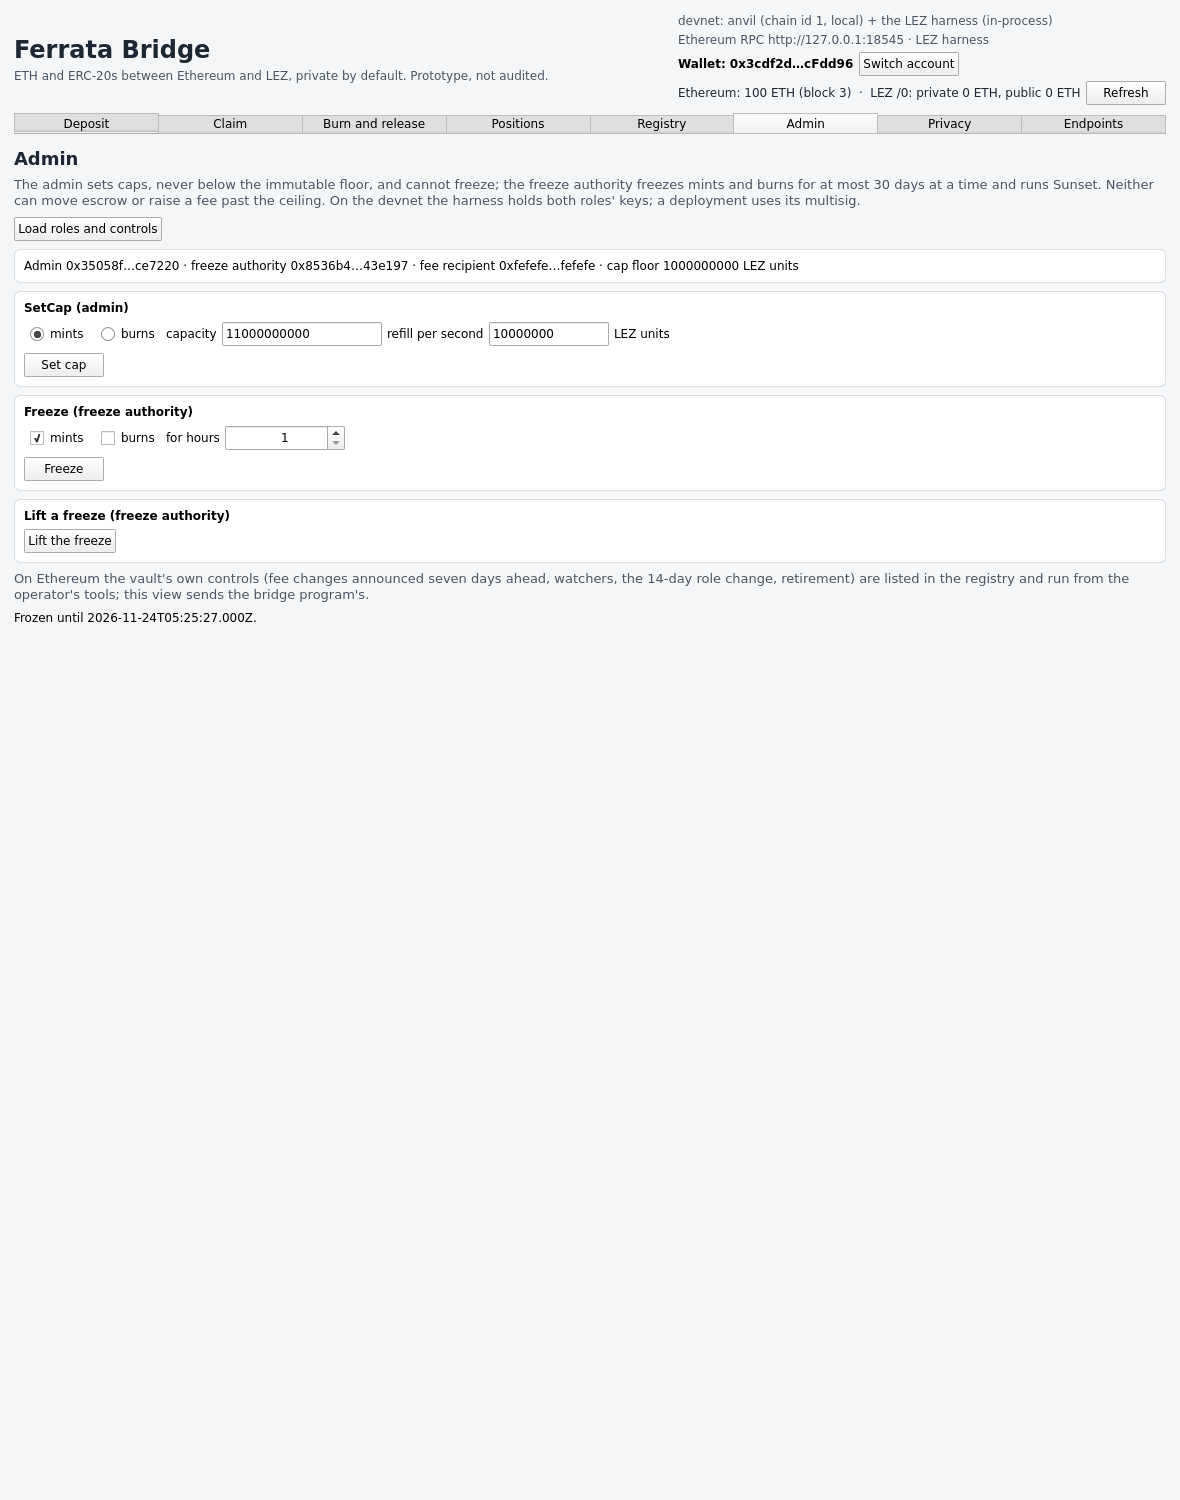 Ferrata Bridge
ETH and ERC-20s between Ethereum and LEZ, private by default. Prototype, not audited.
devnet: anvil (chain id 1, local) + the LEZ harness (in-process)
Ethereum RPC http://127.0.0.1:18545 · LEZ harness
Wallet: 0x3cdf2d…cFdd96 Switch account
Ethereum: 100 ETH (block 3) · LEZ /0: private 0 ETH, public 0 ETH Refresh
Deposit Claim Burn and release Positions Registry Admin Privacy Endpoints
Admin
The admin sets caps, never below the immutable floor, and cannot freeze; the freeze authority freezes mints and burns for at most 30 days at a time and runs Sunset. Neither
can move escrow or raise a fee past the ceiling. On the devnet the harness holds both roles' keys; a deployment uses its multisig.
Load roles and controls
Admin 0x35058f…ce7220 · freeze authority 0x8536b4…43e197 · fee recipient 0xfefefe…fefefe · cap floor 1000000000 LEZ units
SetCap (admin)
mints burns capacity 11000000000 refill per second 10000000 LEZ units
Set cap
Freeze (freeze authority)
mints burns for hours 1
Freeze
Lift a freeze (freeze authority)
Lift the freeze
On Ethereum the vault's own controls (fee changes announced seven days ahead, watchers, the 14-day role change, retirement) are listed in the registry and run from the
operator's tools; this view sends the bridge program's.
Frozen until 2026-11-24T05:25:27.000Z.